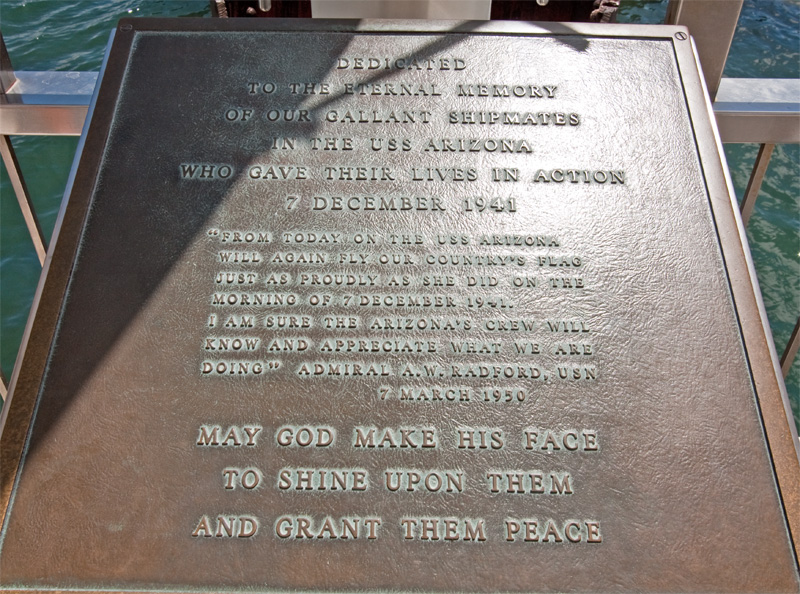 DEDICATED
TO THE ETERNAL MEMORY
OF OUR GALLANT SHIPMATES
IN THE USS ARIZONA
WHO GAVE THEIR LIVES IN ACTION
7 DECEMBER 1941
"FROM TODAY ON THE USS ARIZONA
WILL AGAIN FLY OUR COUNTRY'S FLAG
JUST AS PROUDLY AS SHE DID ON THE
MORNING OF 7 DECEMBER 1941.
I AM SURE THE ARIZONA'S CREW WILL
KNOW AND APPRECIATE WHAT WE ARE
DOING" ADMIRAL A.W. RADFORD, USN
7 MARCH 1950
MAY GOD MAKE HIS FACE
TO SHINE UPON THEM
AND GRANT THEM PEACE